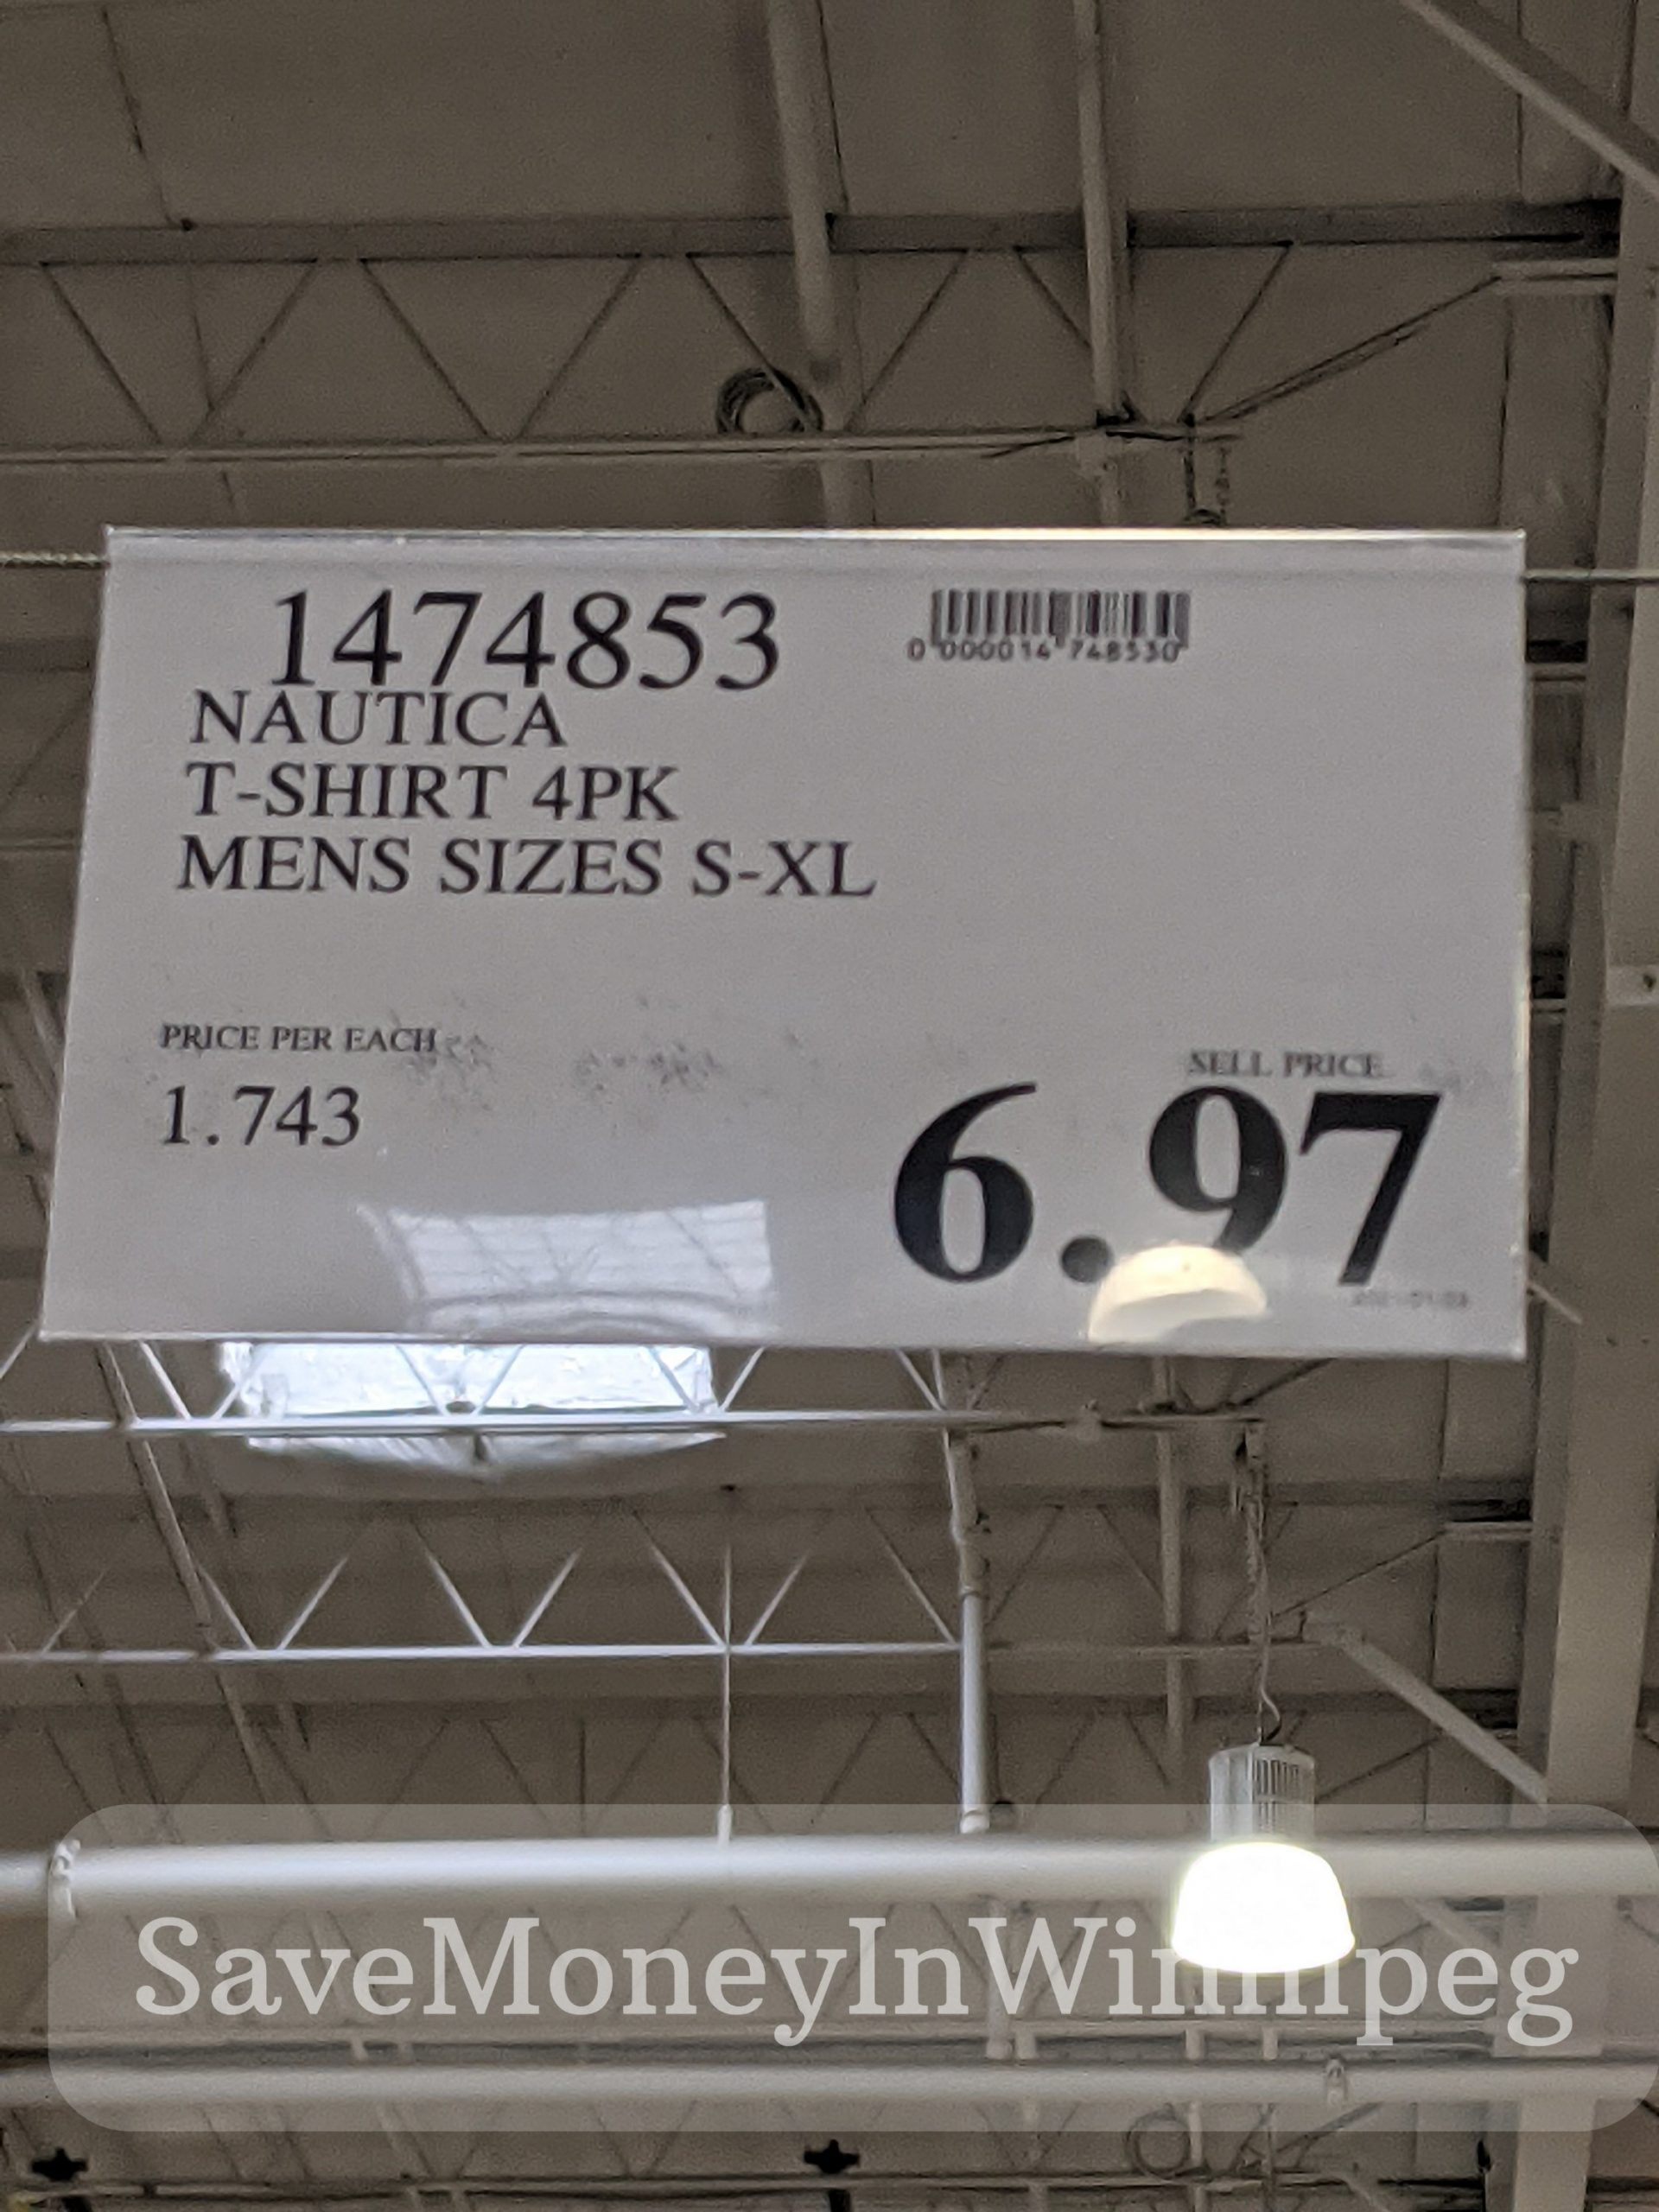 1474853
0 000014 748530
NAUTICA
T-SHIRT 4PK
MENS SIZES S-XL
PRICE PER EACH
1.743
SELL PRICE
6.97
SaveMoneyInWinnipeg